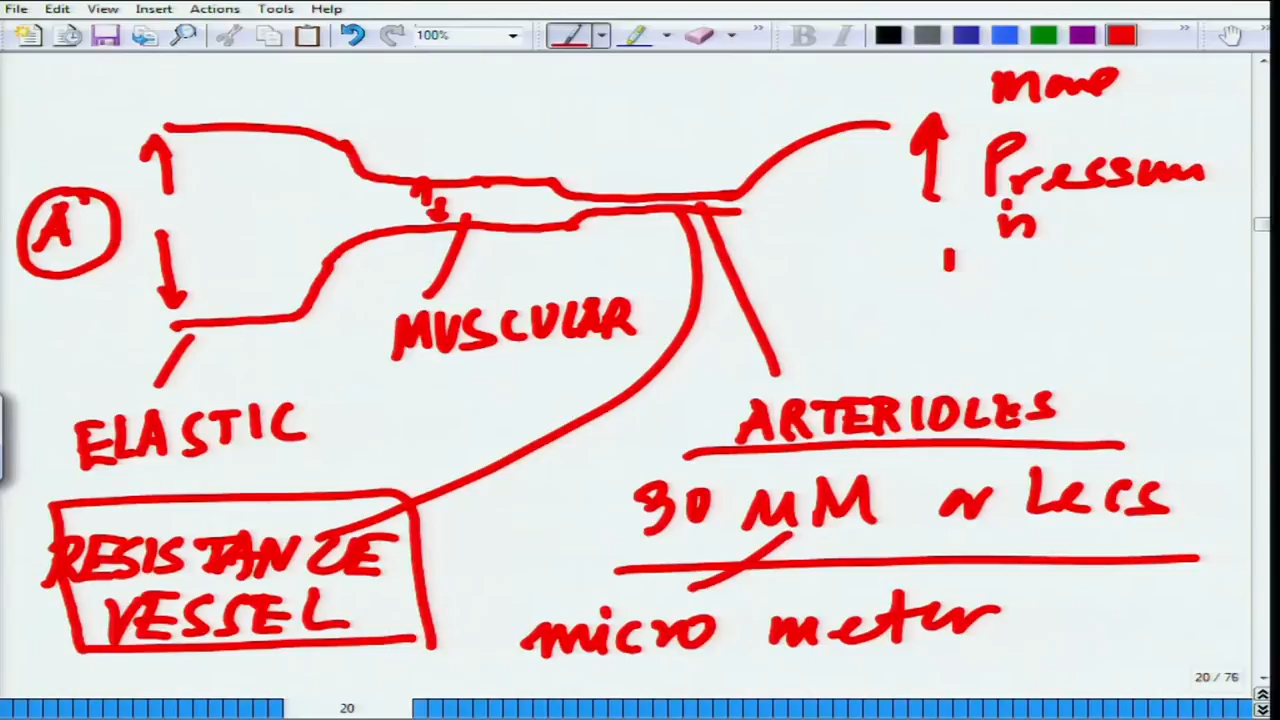 File Edit View Insert Actions Tools Help
100%
B I
more
Pressure
in
A
MUSCULAR
ELASTIC
ARTERIOLES
30 μM or Less
RESISTANCE
VESSEL
micro meter
20 / 76
20